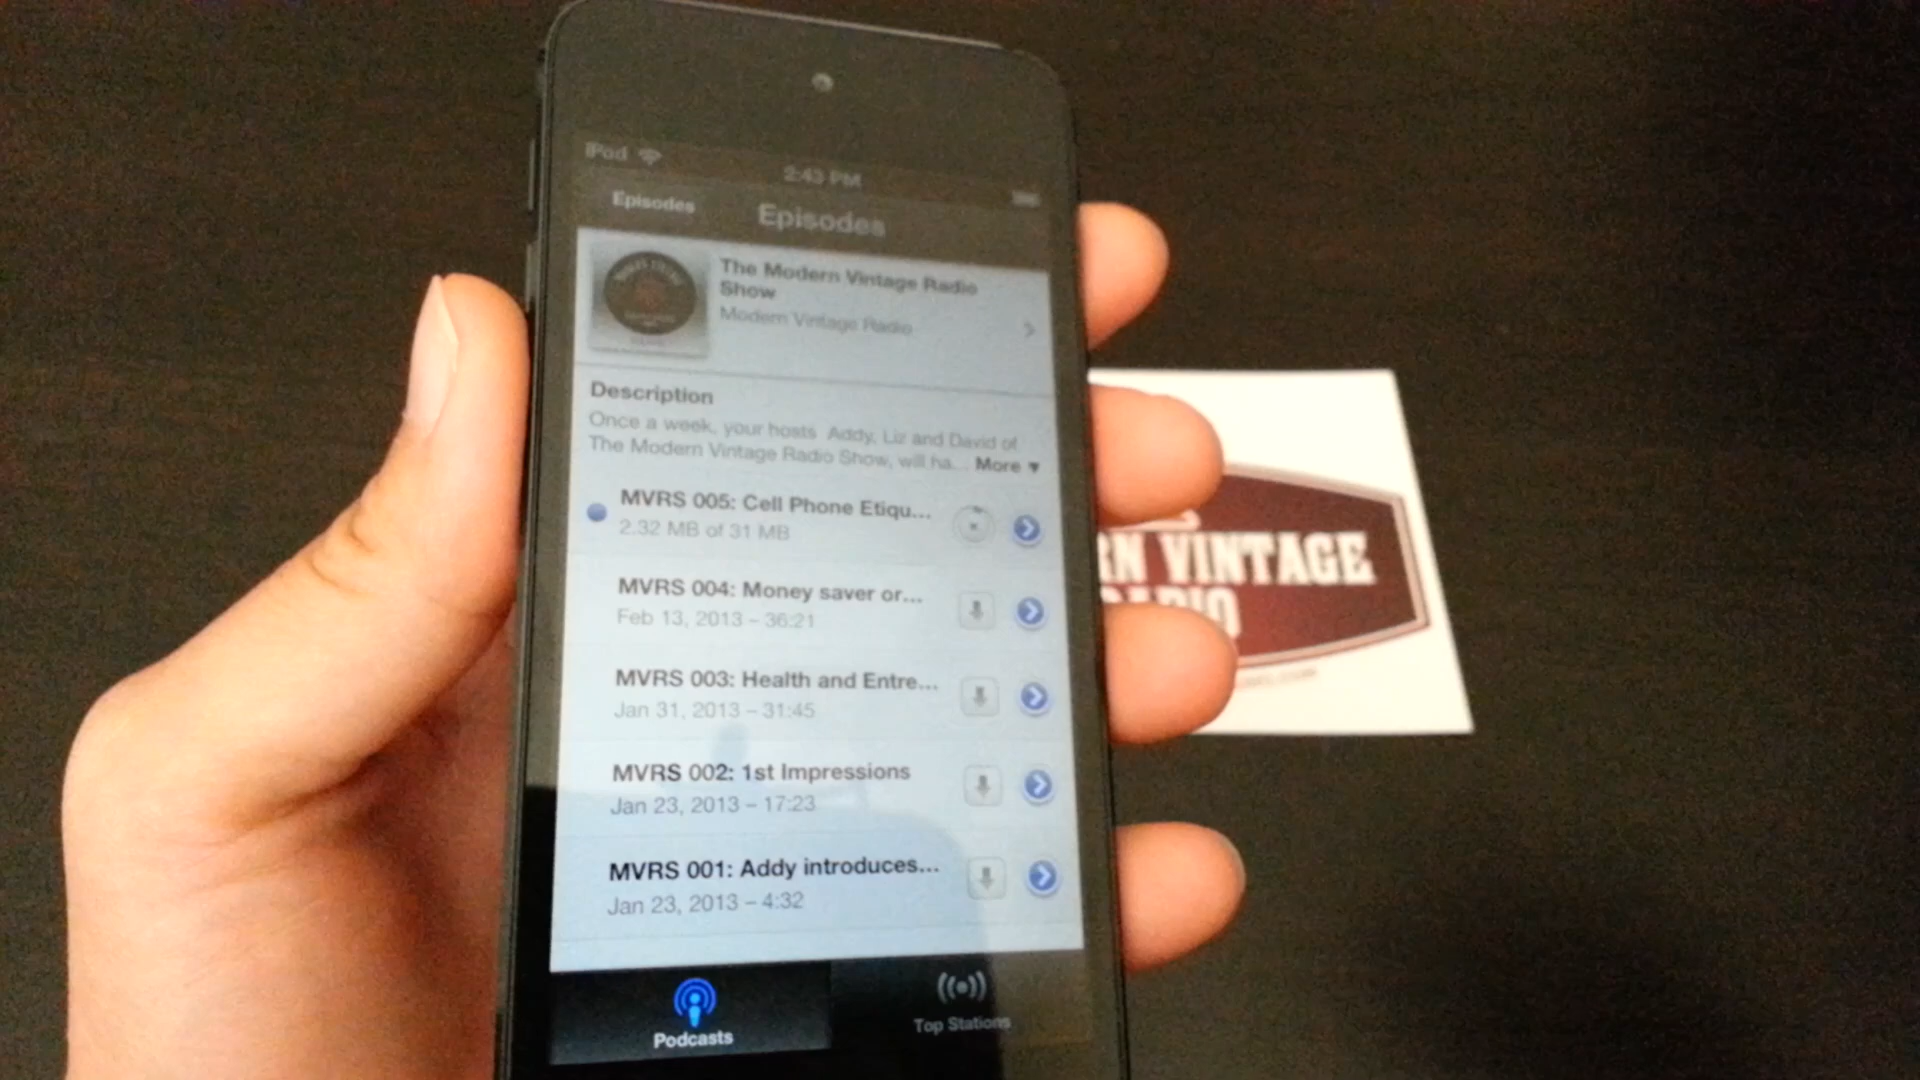 iPod
2:43 PM
Episodes
Episodes
The Modern Vintage Radio
Show
Modern Vintage Radio
Description
Once a week, your hosts Addy, Liz and David of
The Modern Vintage Radio Show, will ha... More ▼
MVRS 005: Cell Phone Etiqu...
2.32 MB of 31 MB
MVRS 004: Money saver or...
Feb 13, 2013 – 36:21
MVRS 003: Health and Entre...
Jan 31, 2013 – 31:45
MVRS 002: 1st Impressions
Jan 23, 2013 – 17:23
MVRS 001: Addy introduces...
Jan 23, 2013 – 4:32
Podcasts
Top Stations
RN VINTAGE
RADIO